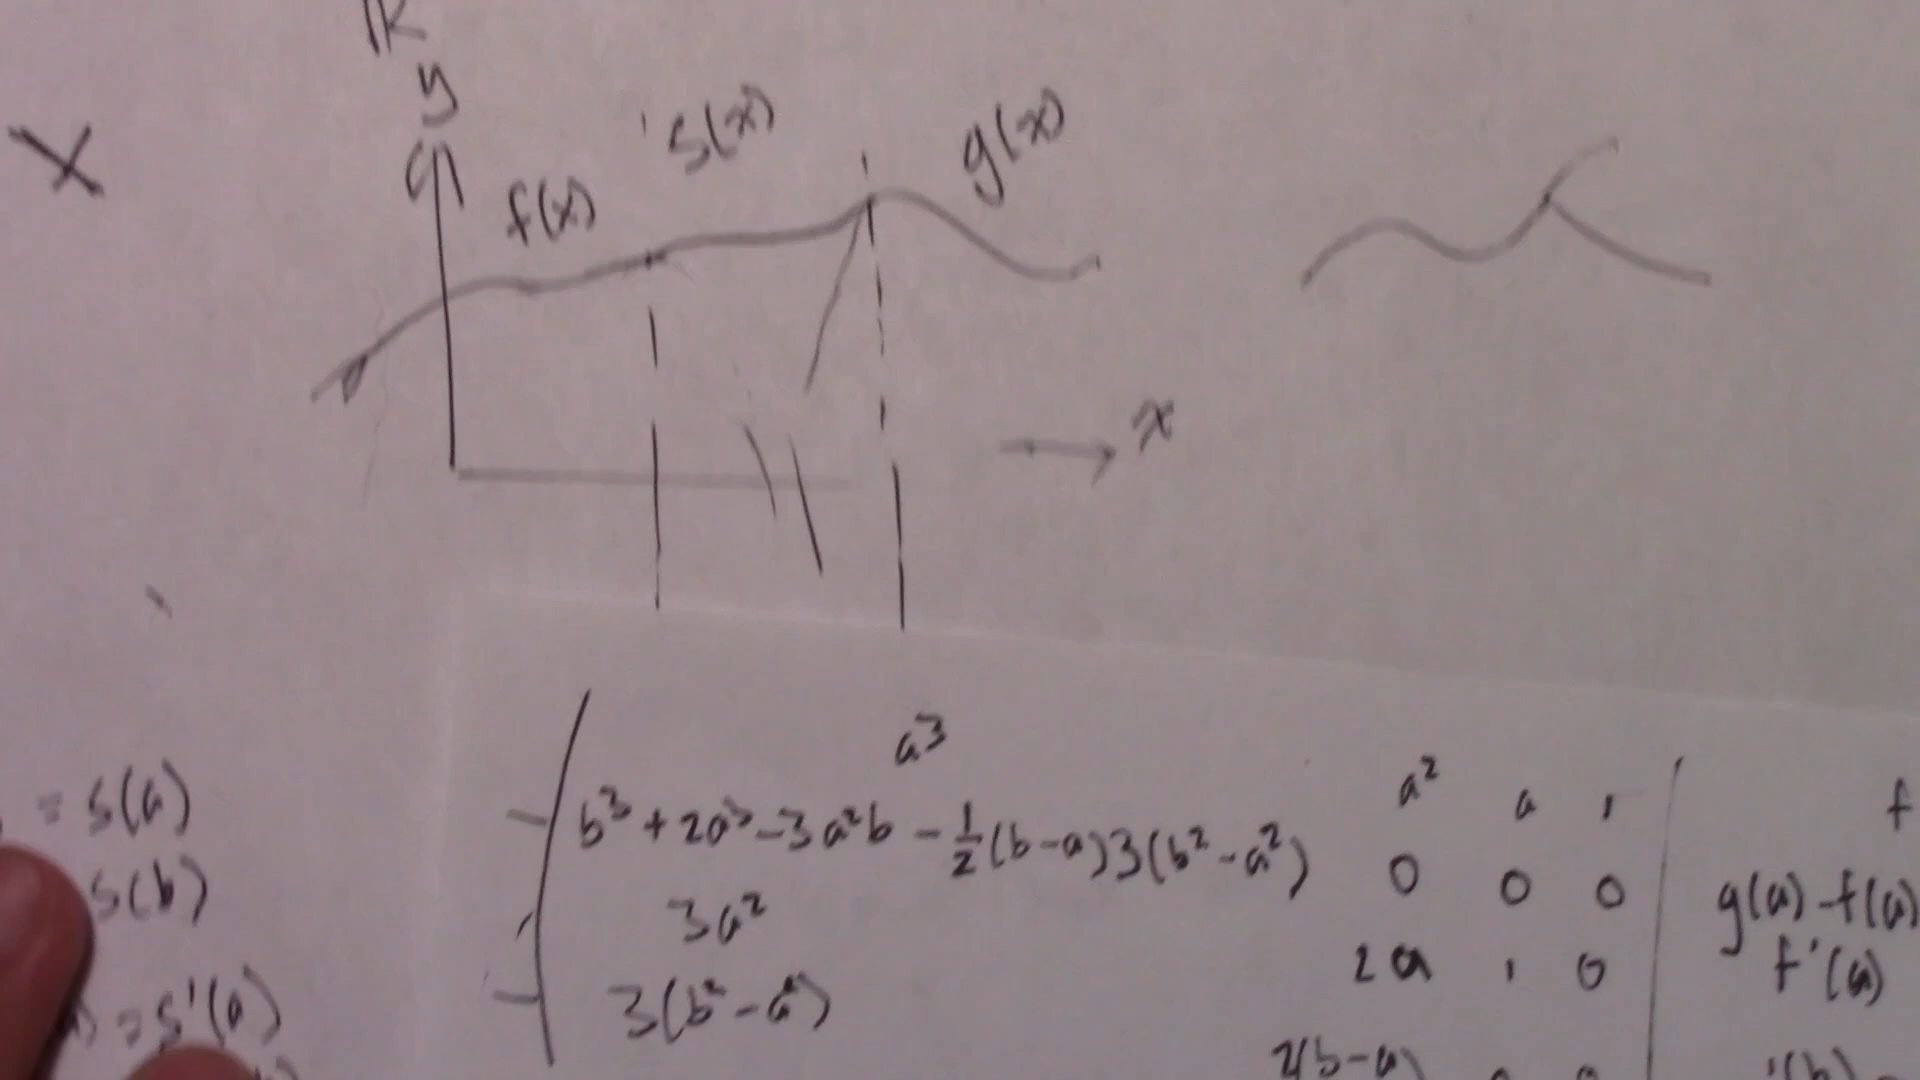 R
y
X
f(x) s(x) g(x)
x
= s(a)
s(b)
= s'(a)
a³ a² a 1 f
b³ + 2a³ - 3a²b - ½(b-a)3(b² - a²) 0 0 0 g(a) - f(a)
3a² 2a 1 0 f'(a)
3(b² - a²) 2(b-a)